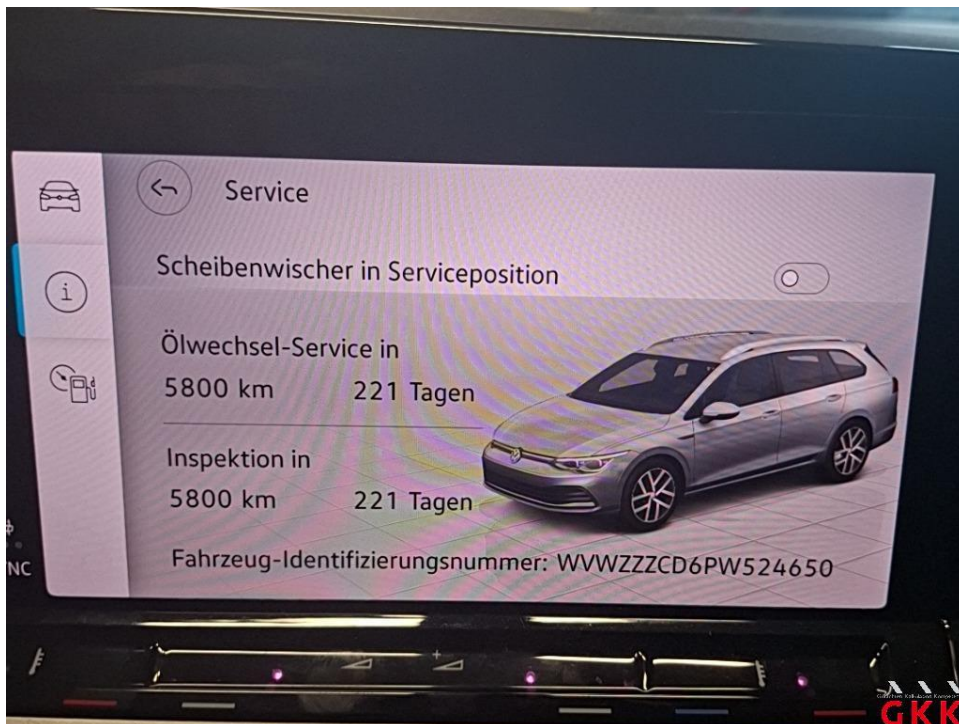 Service
Scheibenwischer in Serviceposition
Ölwechsel-Service in
5800 km 221 Tagen
Inspektion in
5800 km 221 Tagen
Fahrzeug-Identifizierungsnummer: WVWZZZCD6PW524650
NC
GKK